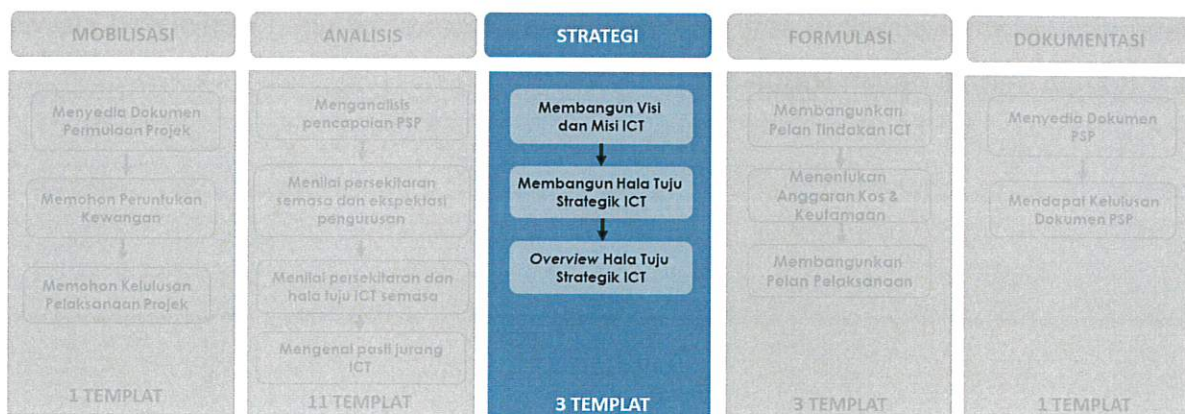 MOBILISASI
Menyedia Dokumen
Permulaan Projek
Memohon Peruntukan
Kewangan
Memohon Kelulusan
Pelaksanaan Projek
1 TEMPLAT
ANALISIS
Menganalisis
pencapaian PSP
Menilai persekitaran
semasa dan ekspektasi
pengurusan
Menilai persekitaran dan
hala tuju ICT semasa
Mengenal pasti jurang
ICT
11 TEMPLAT
STRATEGI
Membangun Visi
dan Misi ICT
Membangun Hala Tuju
Strategik ICT
Overview Hala Tuju
Strategik ICT
3 TEMPLAT
FORMULASI
Membangunkan
Pelan Tindakan ICT
Menentukan
Anggaran Kos &
Keutamaan
Membangunkan
Pelan Pelaksanaan
3 TEMPLAT
DOKUMENTASI
Menyedia Dokumen
PSP
Mendapat Kelulusan
Dokumen PSP
1 TEMPLAT